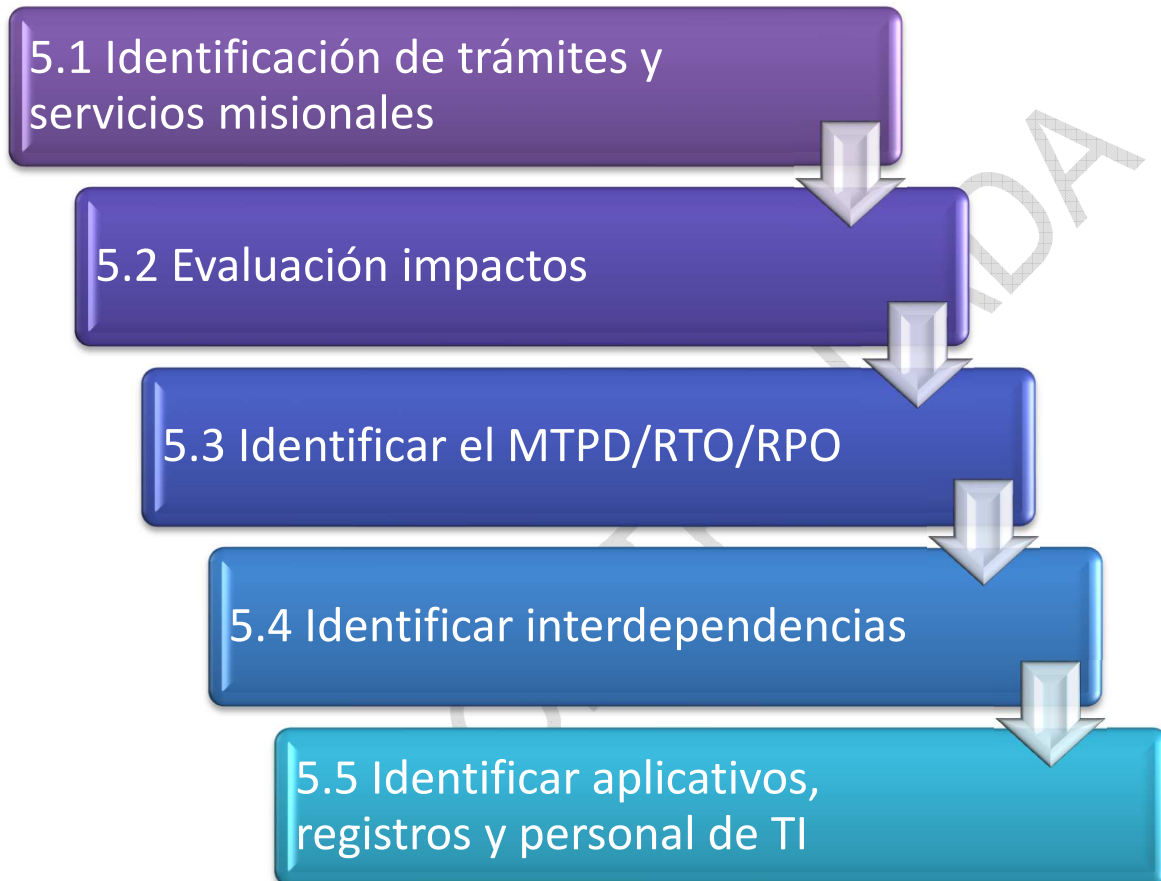 5.1 Identificación de trámites y
servicios misionales
5.2 Evaluación impactos
5.3 Identificar el MTPD/RTO/RPO
5.4 Identificar interdependencias
5.5 Identificar aplicativos,
registros y personal de TI